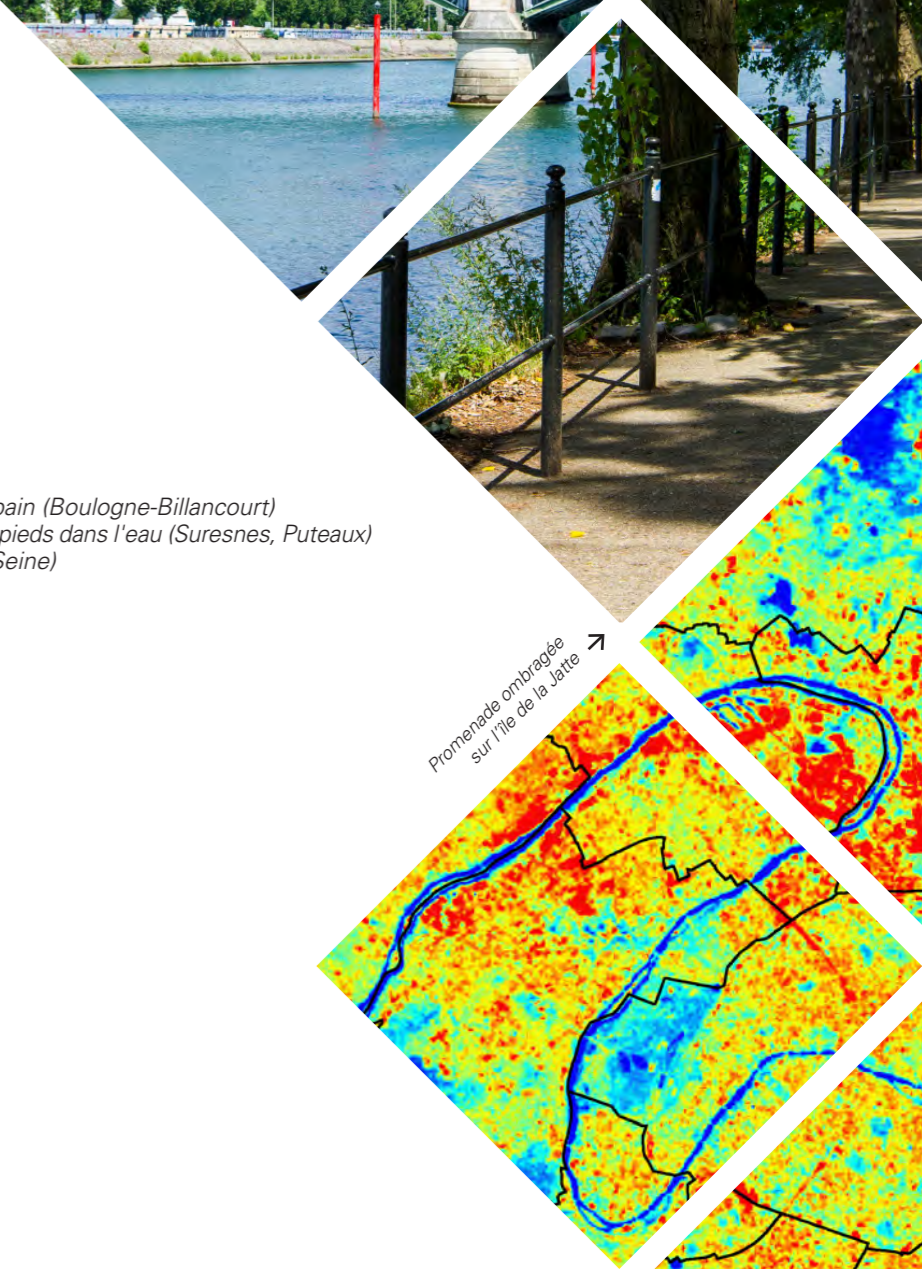 pain (Boulogne-Billancourt)
pieds dans l'eau (Suresnes, Puteaux)
Seine)
Promenade ombragée
sur l'île de la Jatte